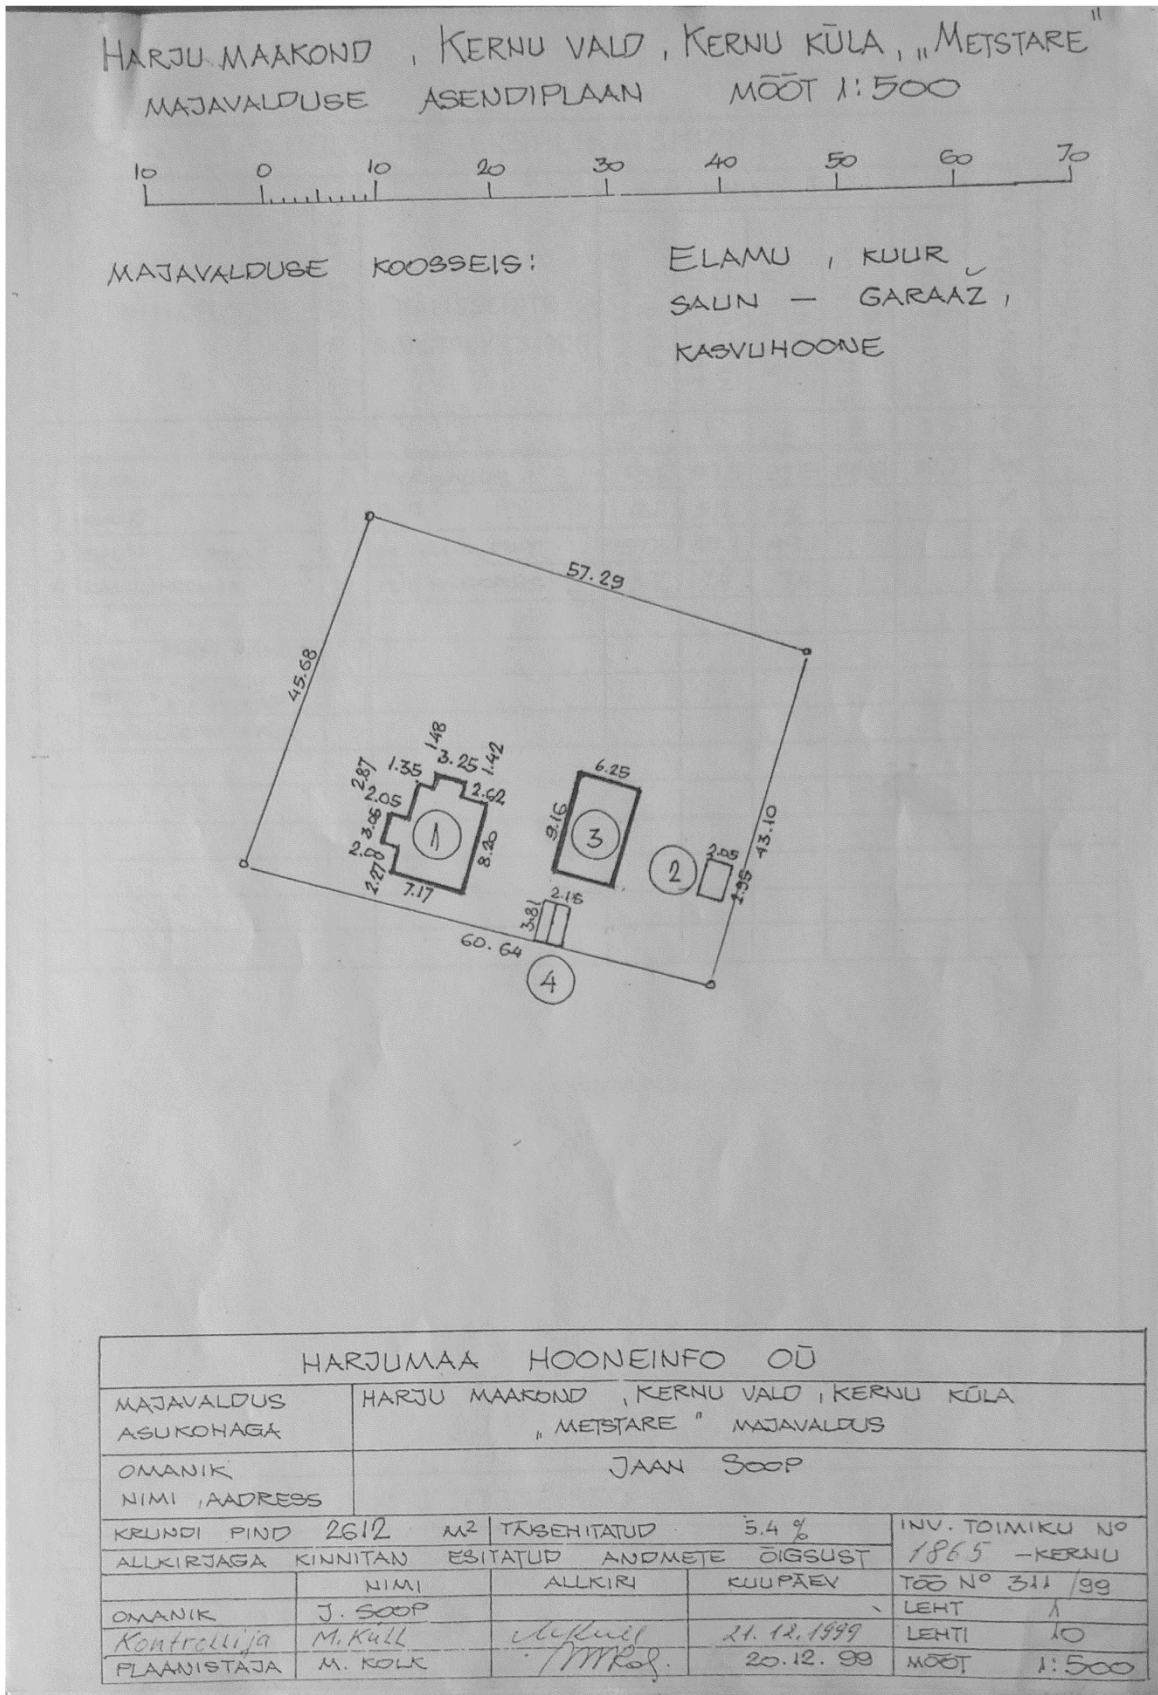 HARJU MAAKOND , KERNU VALD , KERNU KÜLA , „METSTARE"
MAJAVALDUSE ASENDIPLAAN MÕÕT 1:500
10 0 10 20 30 40 50 60 70
MAJAVALDUSE KOOSSEIS:
ELAMU , KUUR
SAUN — GARAAŽ ,
KASVUHOONE
57.29
45.68
1.48
1.42
3.25
1.35
2.87
2.05
2.62
3.06
8.20
2.27
7.17
1
6.25
9.16
3
43.10
2
2.18
3.81
60.64
4
HARJUMAA HOONEINFO OÜ
MAJAVALDUS
ASUKOHAGA
HARJU MAAKOND , KERNU VALD , KERNU KÜLA
„METSTARE" MAJAVALDUS
OMANIK
NIMI , AADRESS
JAAN SOOP
KRUNDI PIND 2612 M² TÄISEHITATUD 5.4 %
INV. TOIMIKU Nº
1865 - KERNU
ALLKIRJAGA KINNITAN ESITATUD ANDMETE ÕIGSUST
NIMI ALLKIRI KUUPÄEV TÖÖ Nº 311 /99
OMANIK J. SOOP LEHT 1
Kontrollija M. Küll MKull 21.12.1999 LEHTI 10
PLAANISTAJA M. KOLK 20.12.99 MÕÕT 1:500